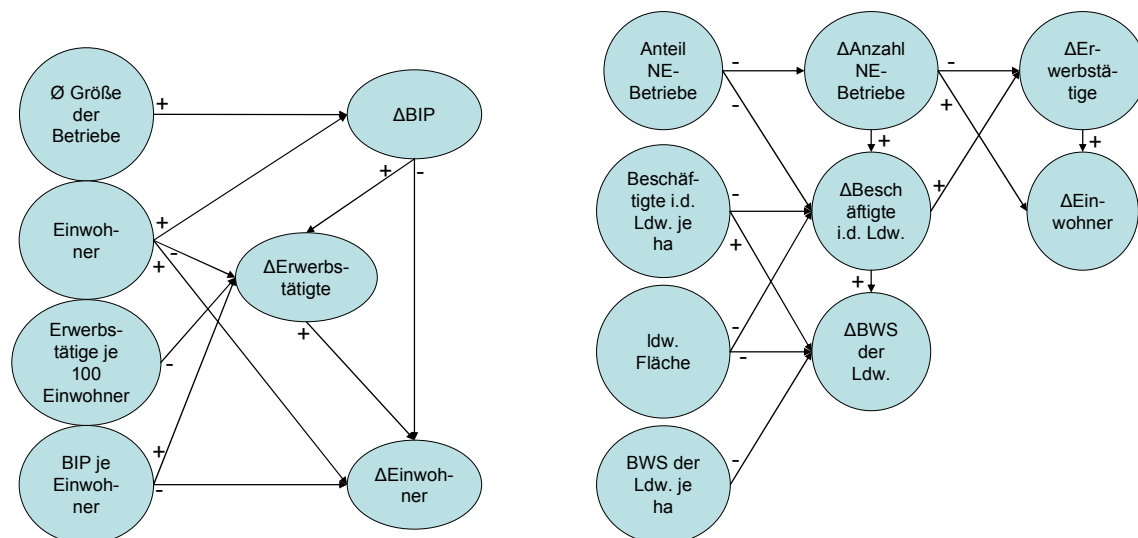 Ø Größe
der
Betriebe
+
ΔBIP
+
-
Einwoh-
ner
+
-
+
ΔErwerbs-
tätigte
+
Erwerbs-
tätige je
100
Einwohner
-
BIP je
Einwoh-
ner
+
-
ΔEinwoh-
ner
Anteil
NE-
Betriebe
-
-
ΔAnzahl
NE-
Betriebe
-
+
+
ΔEr-
werbstä-
tige
+
Beschäf-
tigte i.d.
Ldw. je
ha
-
+
ΔBesch
äftigte
i.d. Ldw.
+
+
ΔEin-
wohner
ldw.
Fläche
-
-
ΔBWS
der
Ldw.
BWS der
Ldw. je
ha
-